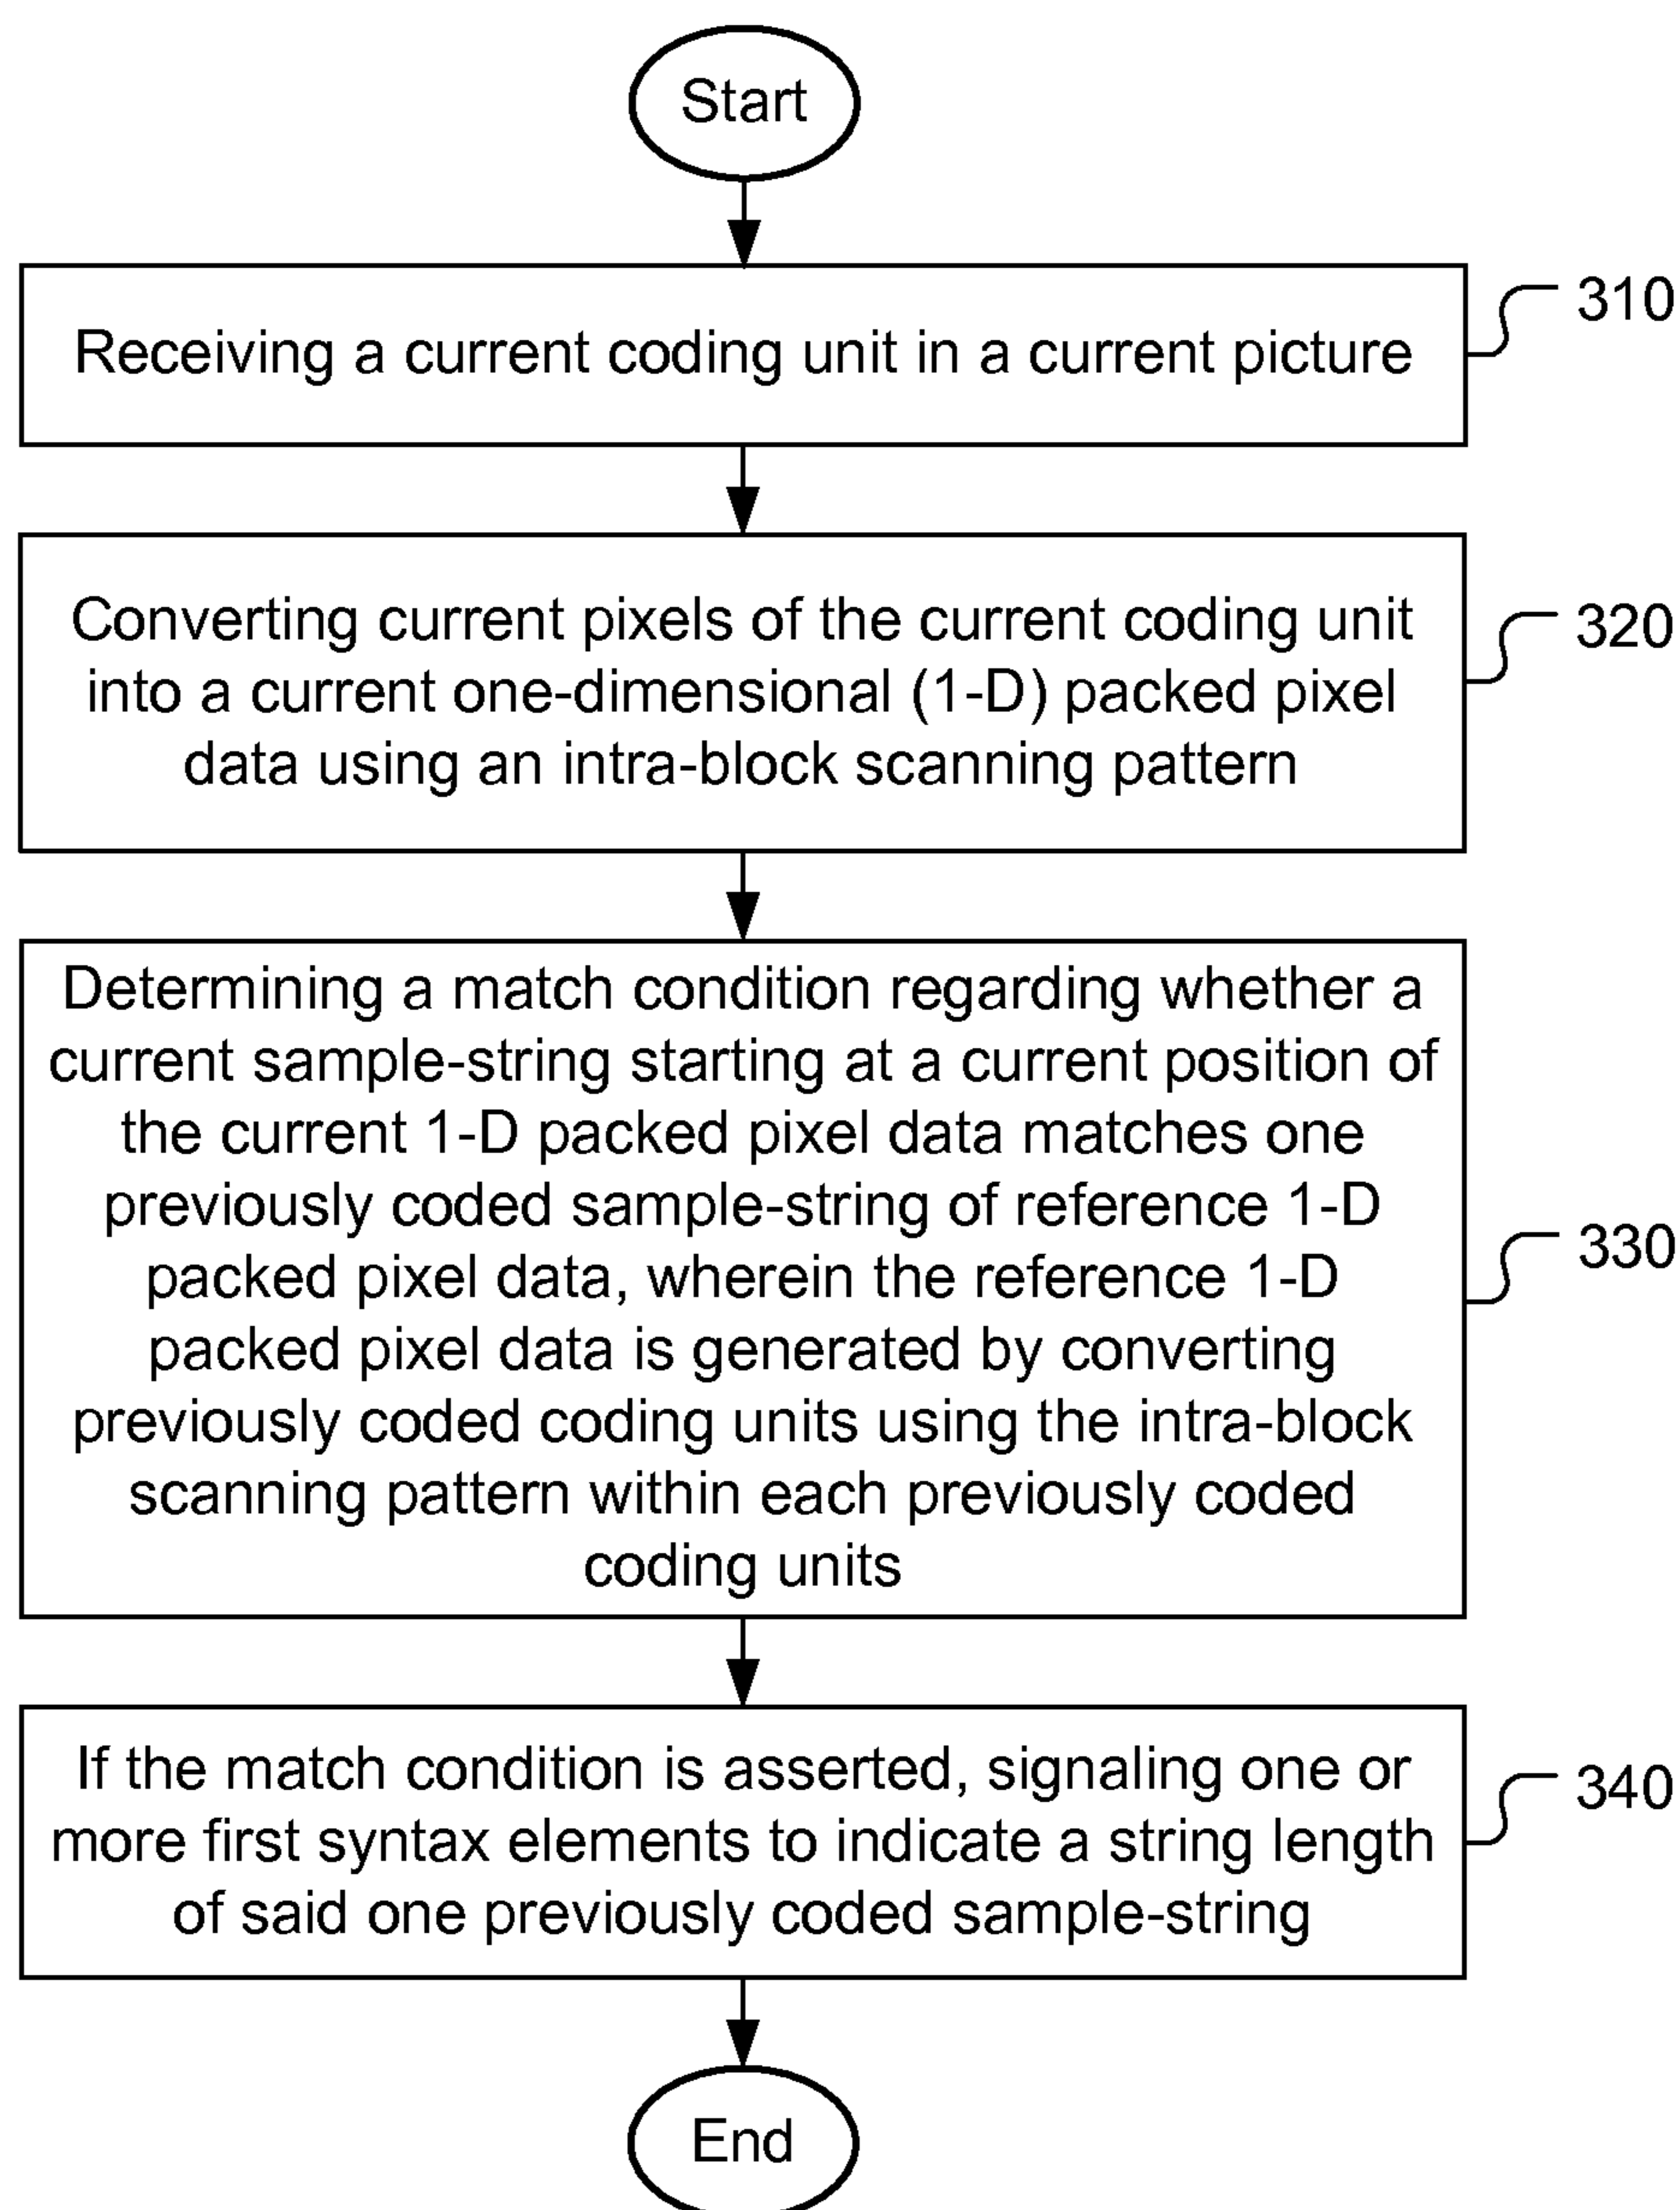 Start
Receiving a current coding unit in a current picture
310
Converting current pixels of the current coding unit
into a current one-dimensional (1-D) packed pixel
data using an intra-block scanning pattern
320
Determining a match condition regarding whether a
current sample-string starting at a current position of
the current 1-D packed pixel data matches one
previously coded sample-string of reference 1-D
packed pixel data, wherein the reference 1-D
packed pixel data is generated by converting
previously coded coding units using the intra-block
scanning pattern within each previously coded
coding units
330
If the match condition is asserted, signaling one or
more first syntax elements to indicate a string length
of said one previously coded sample-string
340
End